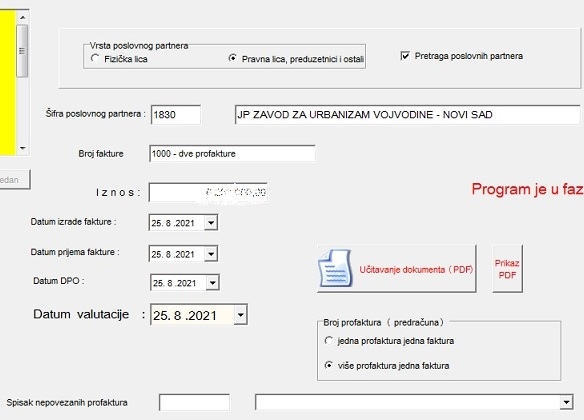 Vrsta poslovnog partnera
Fizička lica
Pravna lica, preduzetnici i ostali
Pretraga poslovnih partnera
Šifra poslovnog partnera : 1830 JP ZAVOD ZA URBANIZAM VOJVODINE - NOVI SAD
Broj fakture 1000 - dve profakture
edan
Iznos :
Program je u faz
Datum izrade fakture : 25. 8 .2021
Datum prijema fakture : 25. 8 .2021
Učitavanje dokumenta ( PDF )
Prikaz
PDF
Datum DPO : 25. 8 .2021
Datum valutacije : 25. 8 .2021
Broj profaktura ( predračuna )
jedna profaktura jedna faktura
više profaktura jedna faktura
Spisak nepovezanih profaktura